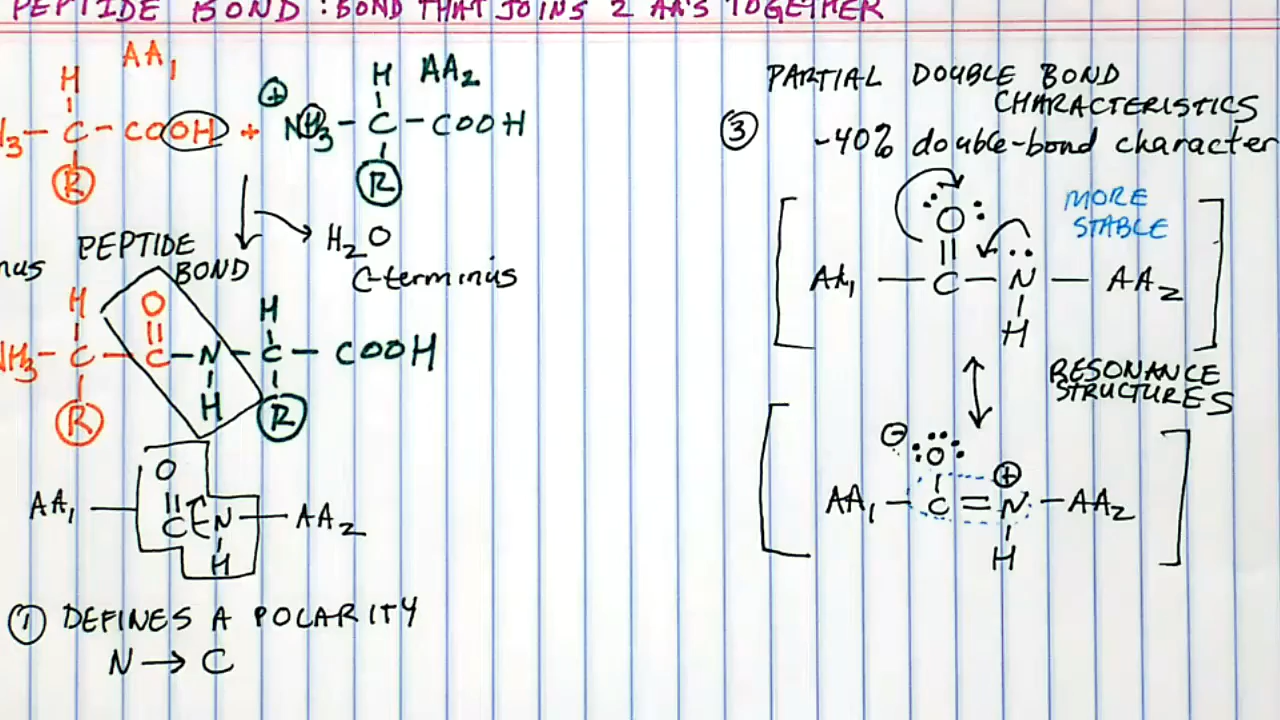 PEPTIDE BOND : BOND THAT JOINS 2 AA'S TOGETHER
AA1
H
C - COOH +
R
AA2
H
⊕
NH3 - C - COOH
R
H2O
PEPTIDE
BOND
C-terminus
H O H
NH3 - C - C - N - C - COOH
R H R
O
AA1 - C - N - AA2
H
① DEFINES A POLARITY
N → C
③ PARTIAL DOUBLE BOND
CHARACTERISTICS
~40% double-bond character
MORE
STABLE
O
AA1 - C - N - AA2
H
RESONANCE
STRUCTURES
⊖ O ⊕
AA1 - C = N - AA2
H